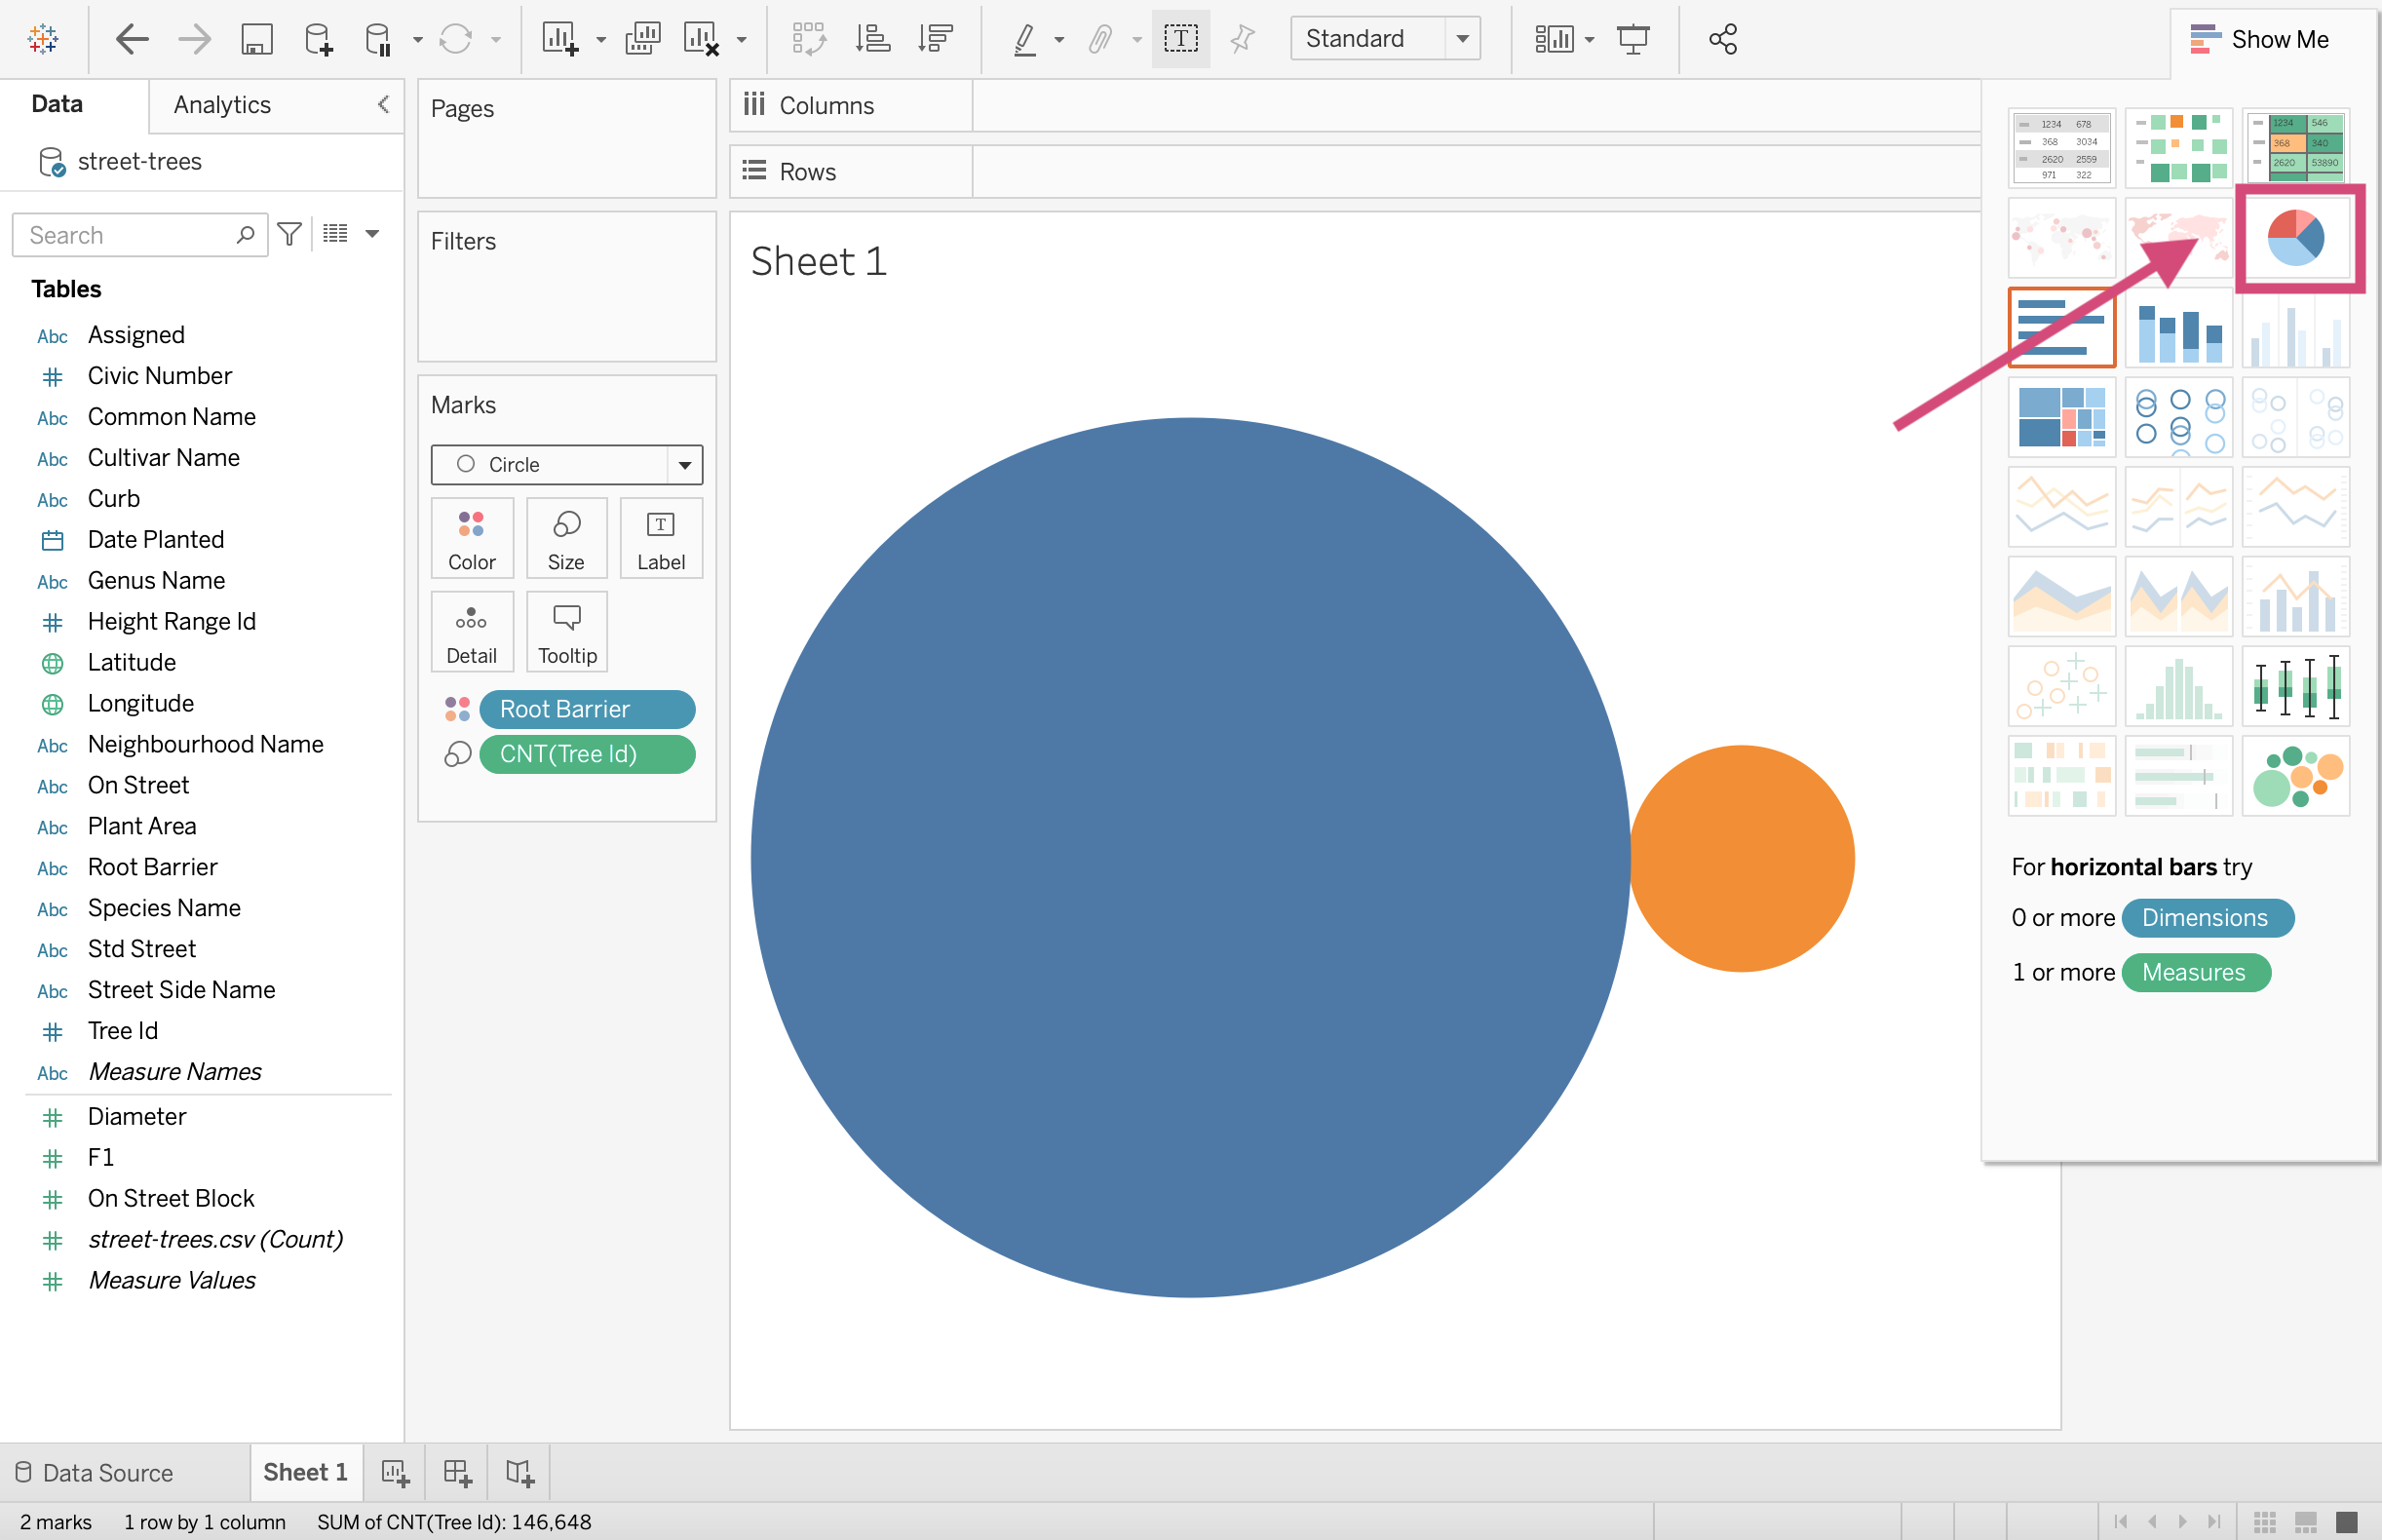 Standard
Show Me
Data
Analytics
street-trees
Search
Tables
Abc Assigned
Civic Number
Abc Common Name
Abc Cultivar Name
Abc Curb
Date Planted
Abc Genus Name
Height Range Id
Latitude
Longitude
Abc Neighbourhood Name
Abc On Street
Abc Plant Area
Abc Root Barrier
Abc Species Name
Abc Std Street
Abc Street Side Name
Tree Id
Abc Measure Names
Diameter
F1
On Street Block
street-trees.csv (Count)
Measure Values
Pages
Filters
Marks
Circle
Color Size Label
Detail Tooltip
Root Barrier
CNT(Tree Id)
Columns
Rows
Sheet 1
1234 678
368 3034
2620 2559
971 322
1234 546
368 340
2620 53890
For horizontal bars try
0 or more Dimensions
1 or more Measures
Data Source
Sheet 1
2 marks 1 row by 1 column SUM of CNT(Tree Id): 146,648